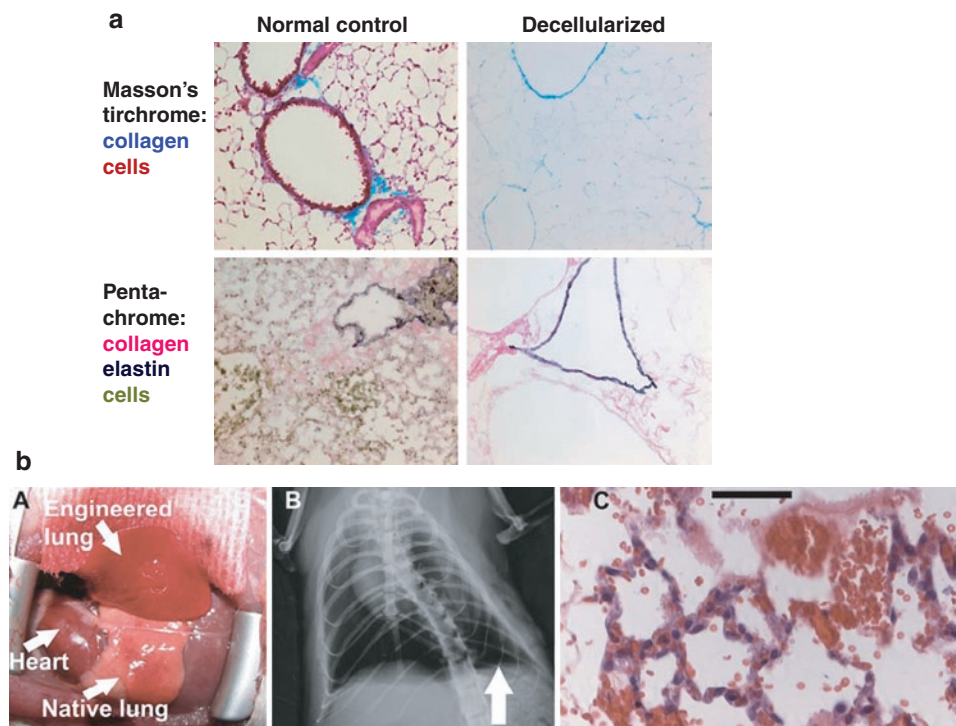 a
Normal control
Decellularized
Masson's
tirchrome:
collagen
cells
Penta-
chrome:
collagen
elastin
cells
b
A
Engineered
lung
Heart
Native lung
B
C